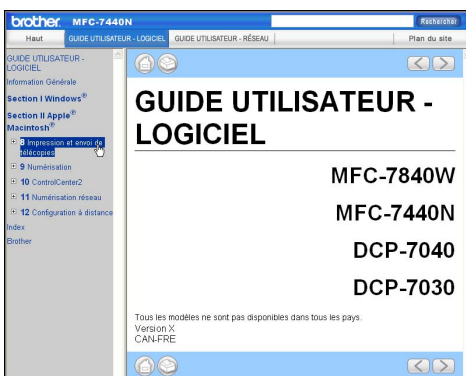 brother. MFC-7440N
Rechercher
Haut GUIDE UTILISATEUR - LOGICIEL GUIDE UTILISATEUR - RÉSEAU Plan du site
GUIDE UTILISATEUR -
LOGICIEL
Information Générale
Section I Windows®
Section II Apple®
Macintosh®
8 Impression et envoi de
télécopies
9 Numérisation
10 ControlCenter2
11 Numérisation réseau
12 Configuration à distance
Index
Brother
GUIDE UTILISATEUR -
LOGICIEL
MFC-7840W
MFC-7440N
DCP-7040
DCP-7030
Tous les modèles ne sont pas disponibles dans tous les pays.
Version X
CAN-FRE